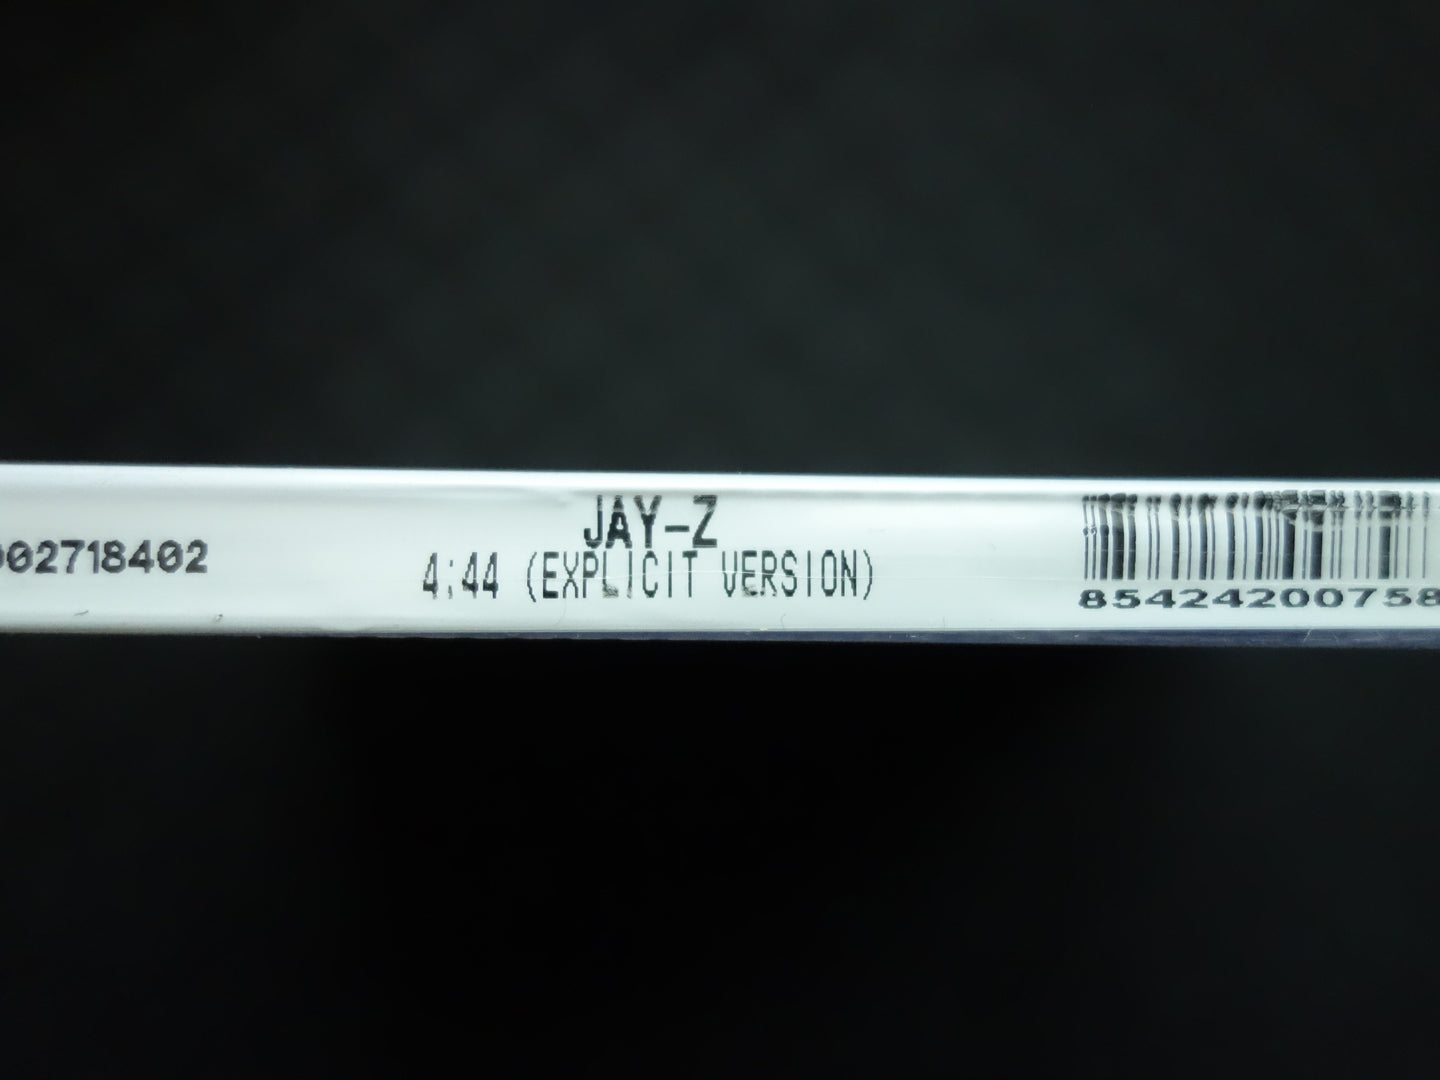 002718402
JAY-Z
4:44 (EXPLICIT VERSION)
85424200758